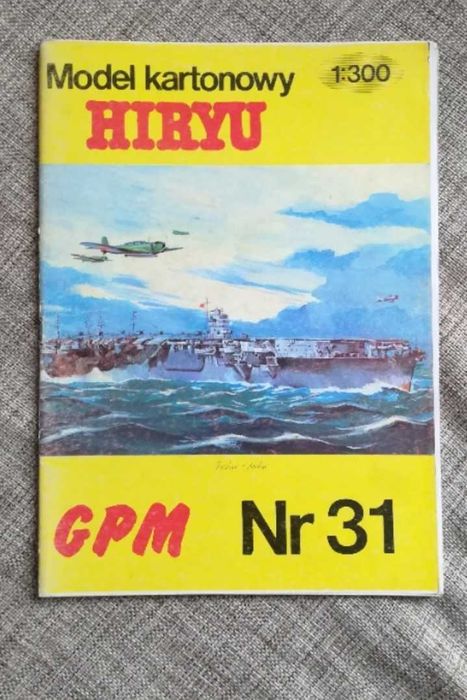 Model kartonowy
1:300
HIRYU
GPM
Nr 31